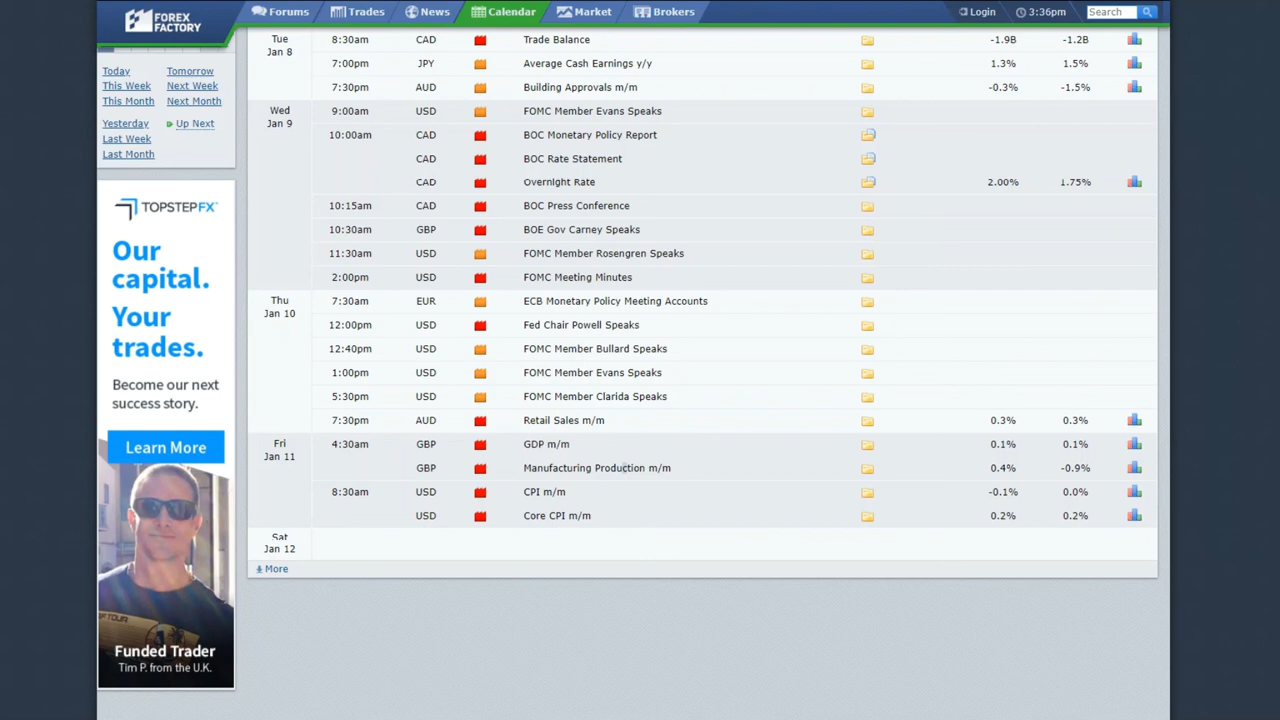 FOREX FACTORY
Forums Trades News Calendar Market Brokers Login 3:36pm Search
Today Tomorrow
This Week Next Week
This Month Next Month
Yesterday Up Next
Last Week
Last Month
TOPSTEPFX
Our
capital.
Your
trades.
Become our next
success story.
Learn More
Funded Trader
Tim P. from the U.K.
Tue
Jan 8
8:30am CAD Trade Balance -1.9B -1.2B
7:00pm JPY Average Cash Earnings y/y 1.3% 1.5%
7:30pm AUD Building Approvals m/m -0.3% -1.5%
Wed
Jan 9
9:00am USD FOMC Member Evans Speaks
10:00am CAD BOC Monetary Policy Report
CAD BOC Rate Statement
CAD Overnight Rate 2.00% 1.75%
10:15am CAD BOC Press Conference
10:30am GBP BOE Gov Carney Speaks
11:30am USD FOMC Member Rosengren Speaks
2:00pm USD FOMC Meeting Minutes
Thu
Jan 10
7:30am EUR ECB Monetary Policy Meeting Accounts
12:00pm USD Fed Chair Powell Speaks
12:40pm USD FOMC Member Bullard Speaks
1:00pm USD FOMC Member Evans Speaks
5:30pm USD FOMC Member Clarida Speaks
7:30pm AUD Retail Sales m/m 0.3% 0.3%
Fri
Jan 11
4:30am GBP GDP m/m 0.1% 0.1%
GBP Manufacturing Production m/m 0.4% -0.9%
8:30am USD CPI m/m -0.1% 0.0%
USD Core CPI m/m 0.2% 0.2%
Sat
Jan 12
More